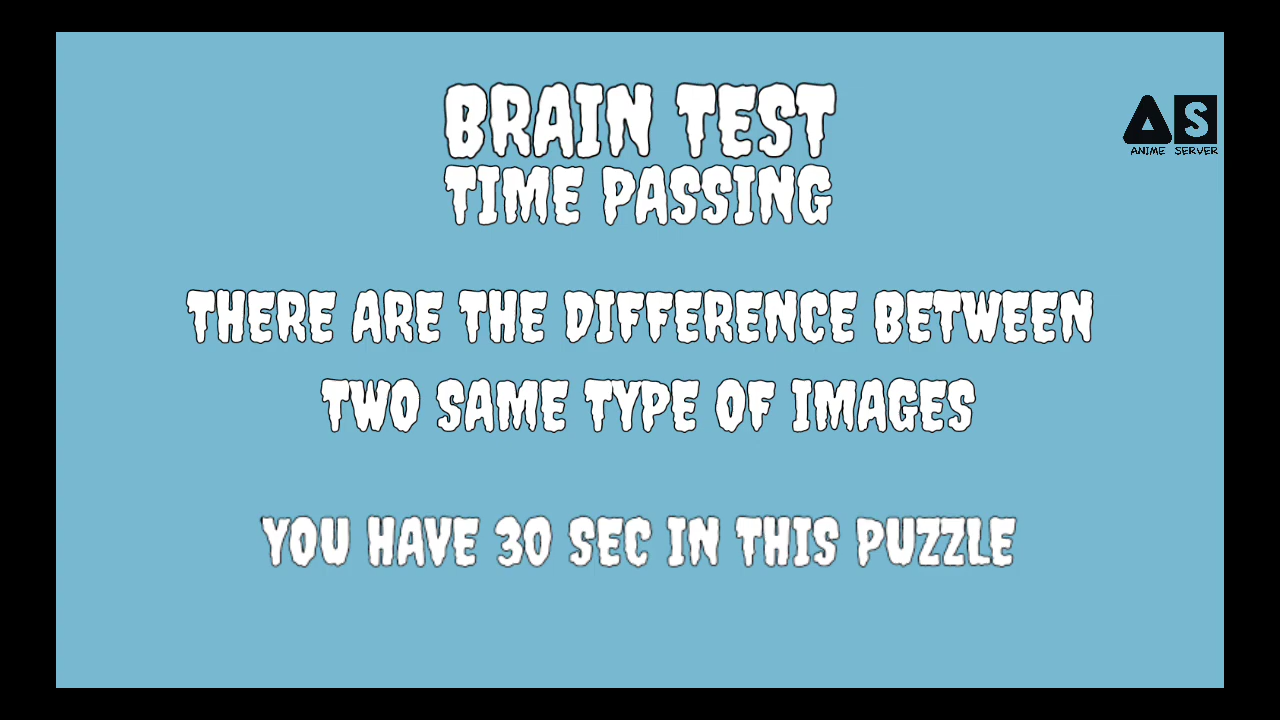 BRAIN TEST
TIME PASSING
AS
ANIME SERVER
THERE ARE THE DIFFERENCE BETWEEN
TWO SAME TYPE OF IMAGES
YOU HAVE 30 SEC IN THIS PUZZLE